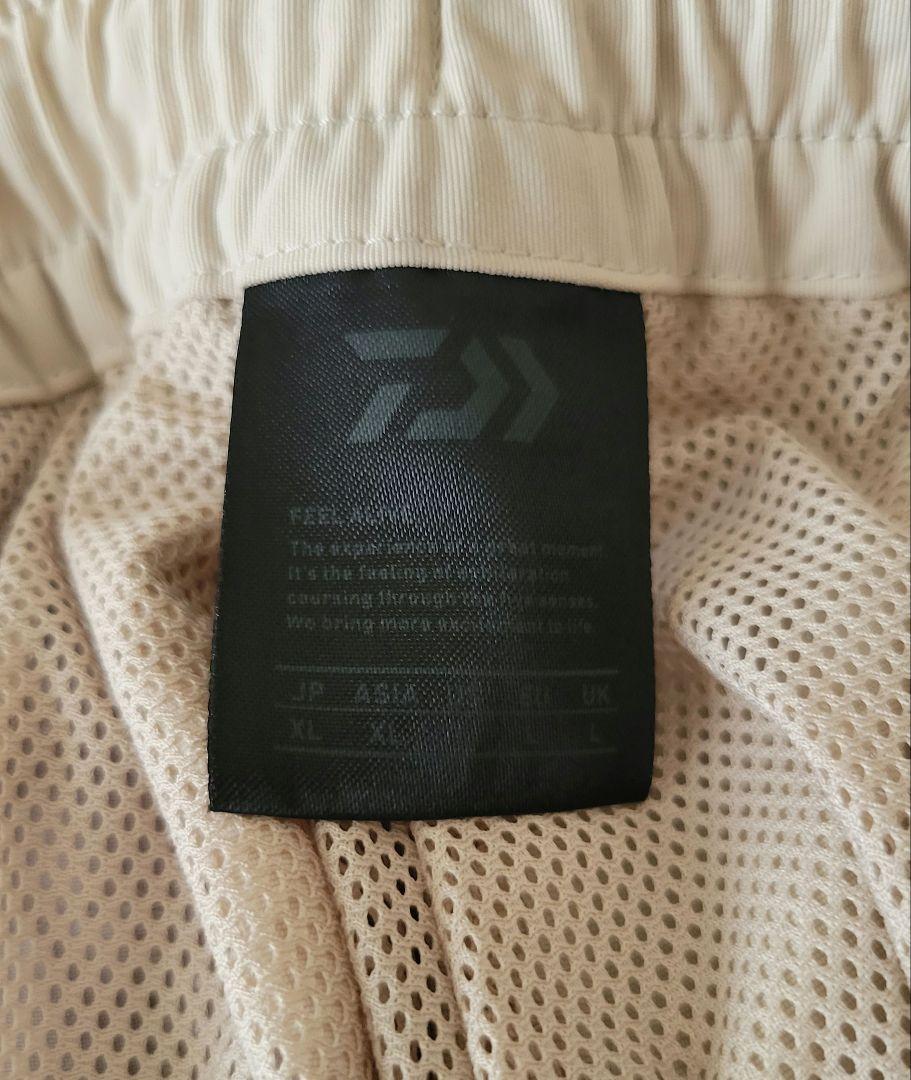 FEEL ALIVE.
The experience of a great moment.
It's the feeling of exhilaration
coursing through all your senses.
We bring more excitement to life.
JP ASIA US EU UK
XL XL L L